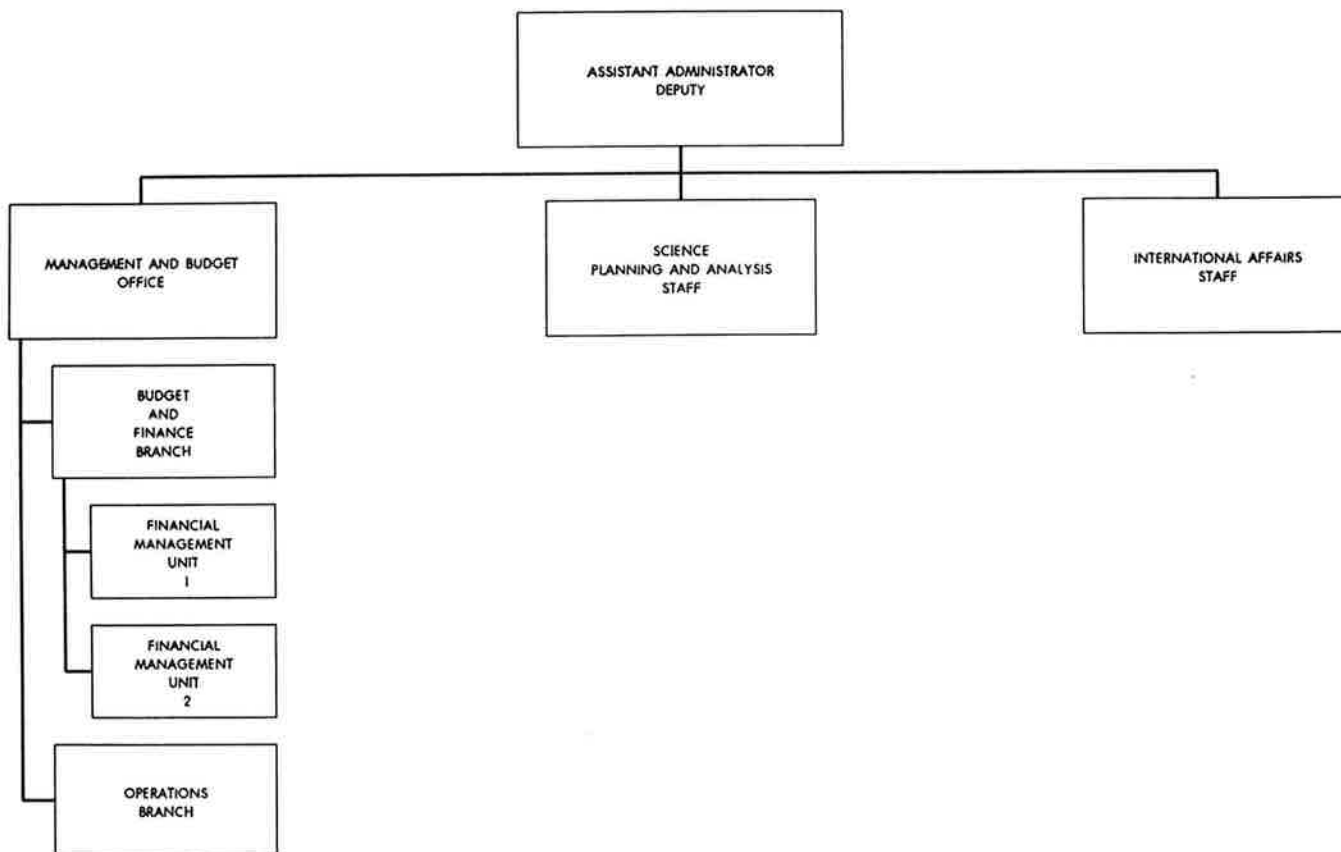 ASSISTANT ADMINISTRATOR
DEPUTY
MANAGEMENT AND BUDGET
OFFICE
SCIENCE
PLANNING AND ANALYSIS
STAFF
INTERNATIONAL AFFAIRS
STAFF
BUDGET
AND
FINANCE
BRANCH
FINANCIAL
MANAGEMENT
UNIT
1
FINANCIAL
MANAGEMENT
UNIT
2
OPERATIONS
BRANCH